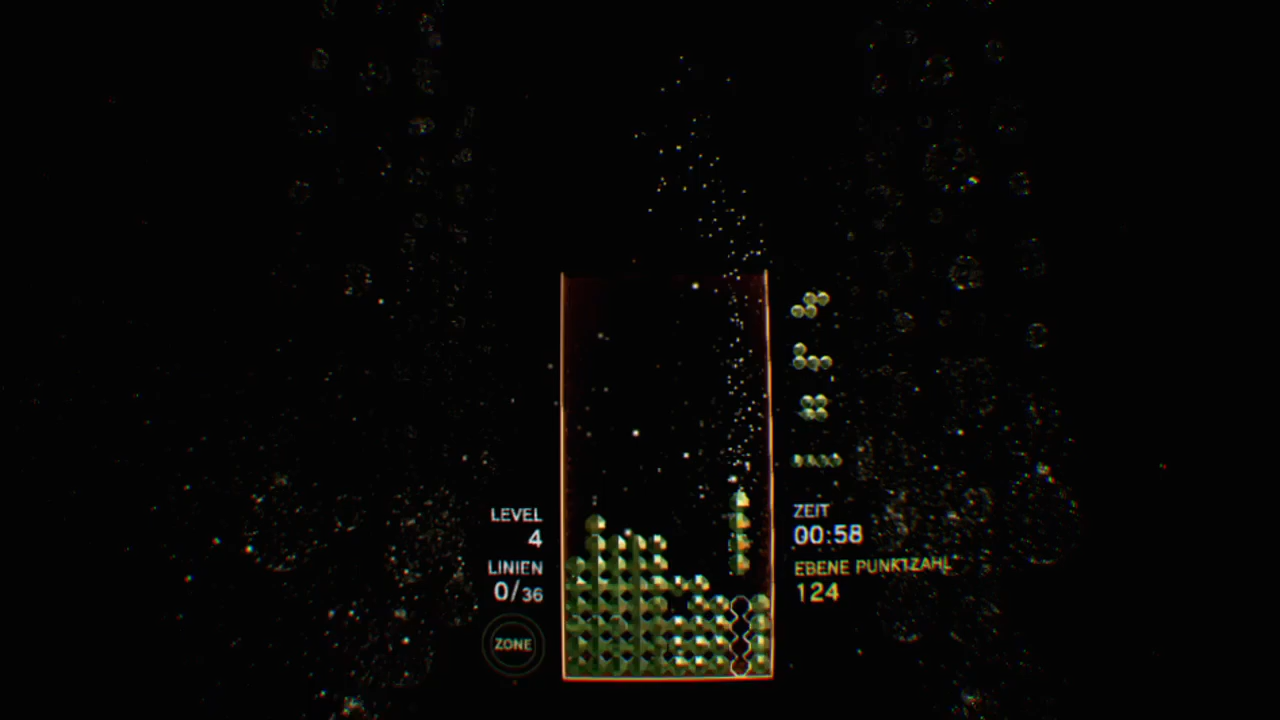 LEVEL
4
LINIEN
0/36
ZONE
ZEIT
00:58
EBENE PUNKTZAHL
124